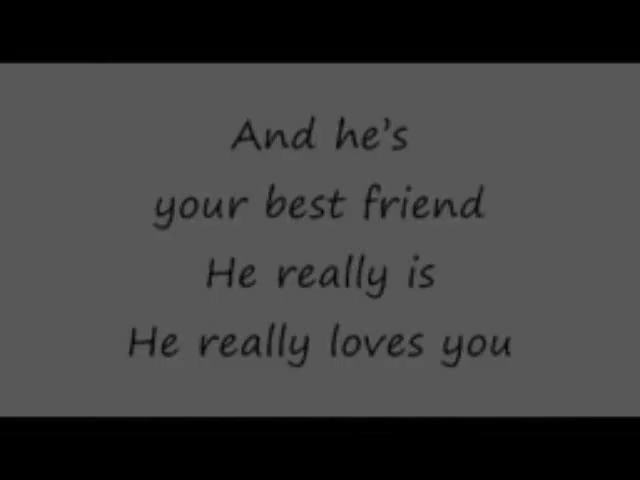 And he's
your best friend
He really is
He really loves you